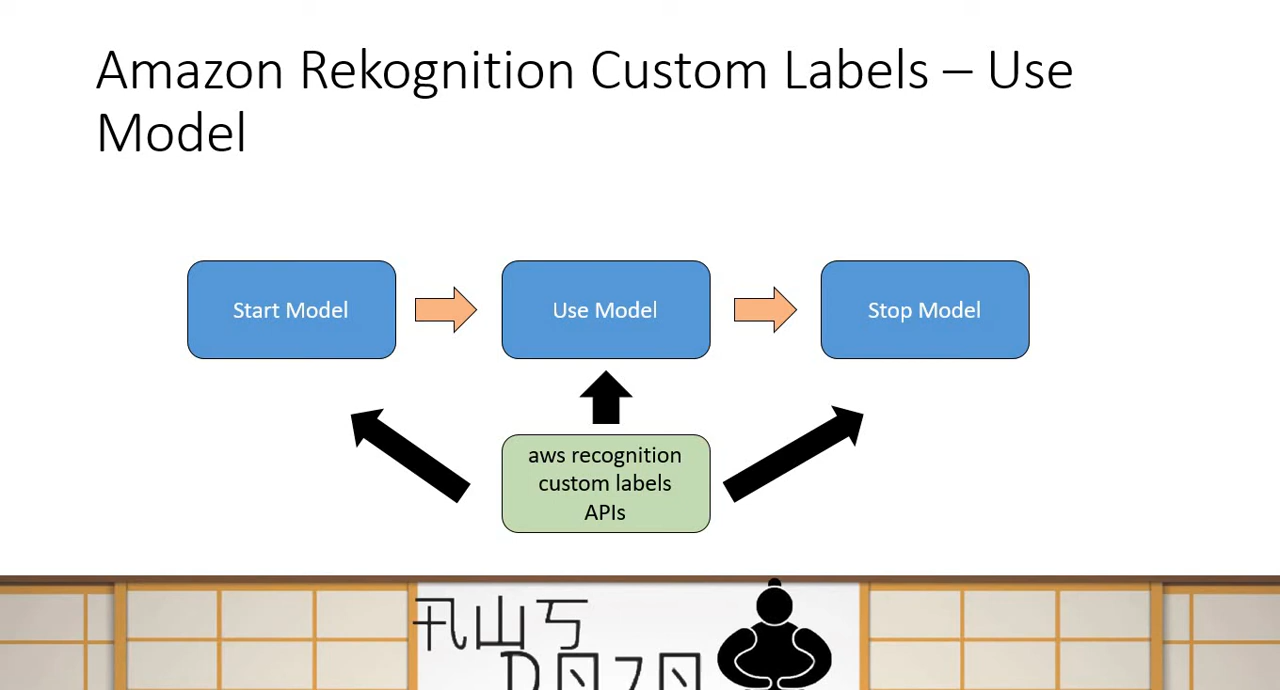 Amazon Rekognition Custom Labels – Use
Model
Start Model
Use Model
Stop Model
aws recognition
custom labels
APIs